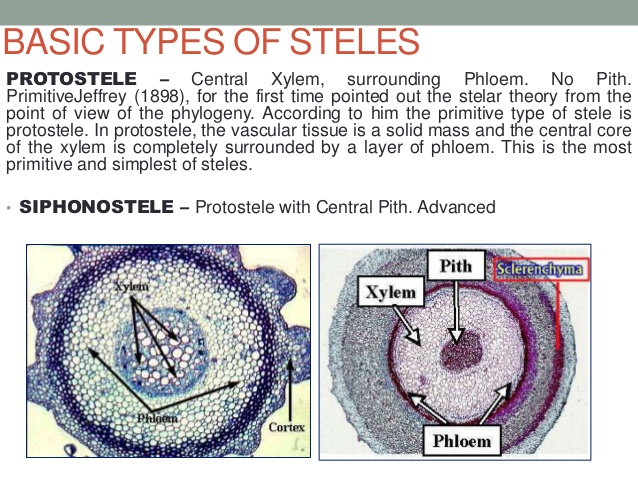 BASIC TYPES OF STELES
PROTOSTELE – Central Xylem, surrounding Phloem. No Pith.
PrimitiveJeffrey (1898), for the first time pointed out the stelar theory from the
point of view of the phylogeny. According to him the primitive type of stele is
protostele. In protostele, the vascular tissue is a solid mass and the central core
of the xylem is completely surrounded by a layer of phloem. This is the most
primitive and simplest of steles.
• SIPHONOSTELE – Protostele with Central Pith. Advanced
Xylem
Phloem
Cortex
Pith
Sclerenchyma
Xylem
Phloem